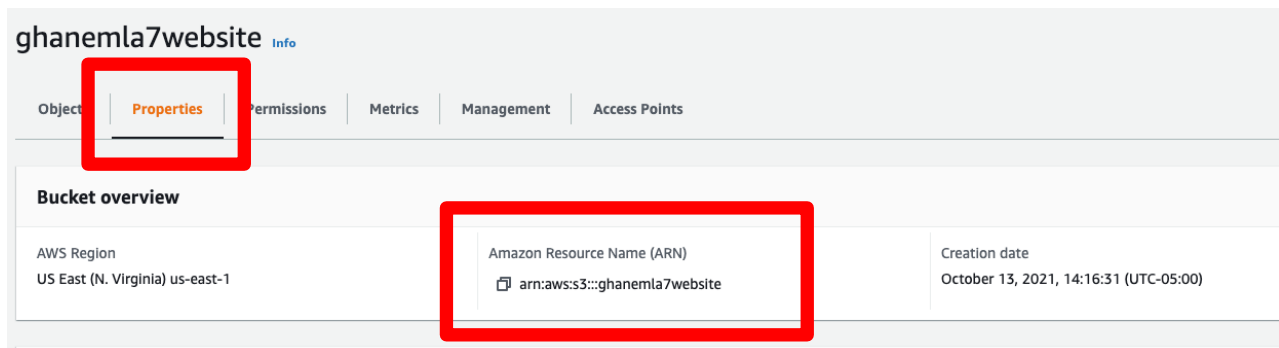 ghanemla7website Info
Object Properties Permissions Metrics Management Access Points
Bucket overview
AWS Region Amazon Resource Name (ARN) Creation date
US East (N. Virginia) us-east-1 arn:aws:s3:::ghanemla7website October 13, 2021, 14:16:31 (UTC-05:00)